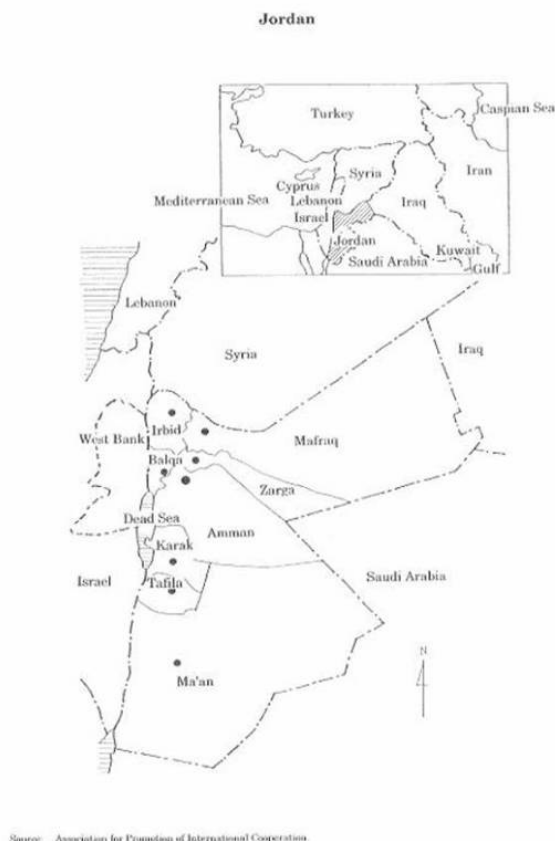 Jordan
Turkey
Caspian Sea
Cyprus
Syria
Iran
Mediterranean Sea
Lebanon
Israel
Iraq
Jordan
Kuwait
Saudi Arabia
Gulf
Lebanon
Syria
Iraq
Irbid
West Bank
Mafraq
Balqa
Zarga
Dead Sea
Amman
Karak
Israel
Tafila
Saudi Arabia
N
Ma'an
Source: Association for Promotion of International Cooperation